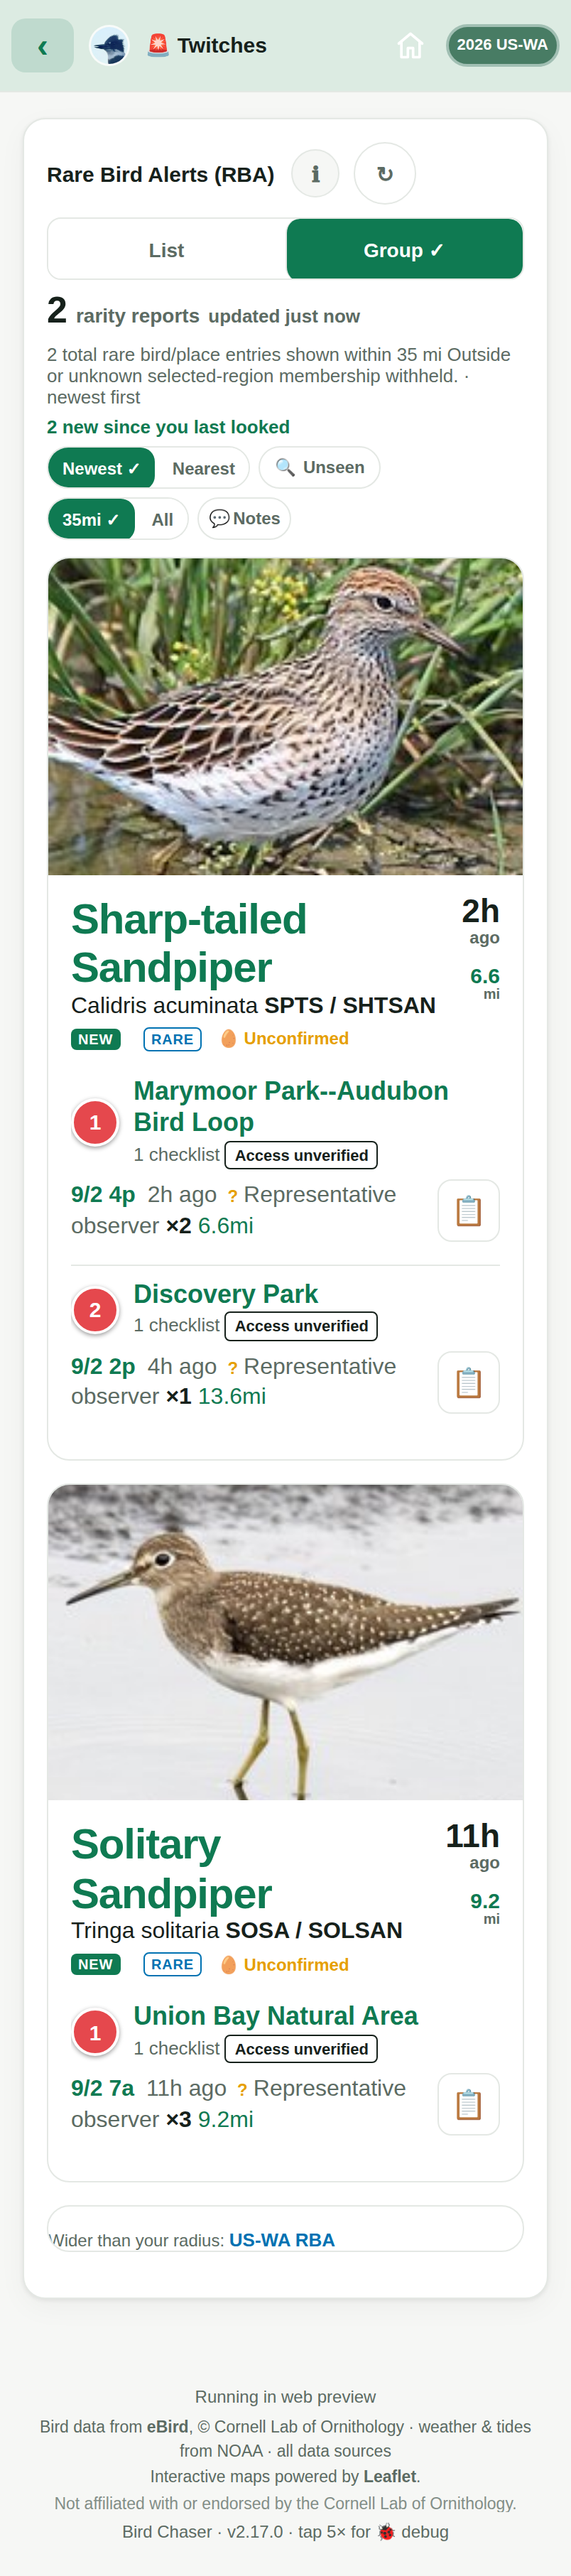 ‹ 🚨 Twitches 2026 US-WA
Rare Bird Alerts (RBA) ℹ ↻
List Group ✓
2 rarity reports updated just now
2 total rare bird/place entries shown within 35 mi Outside
or unknown selected-region membership withheld. ·
newest first
2 new since you last looked
Newest ✓ Nearest 🔍 Unseen
35mi ✓ All 💬 Notes
Sharp-tailed 2h
ago
Sandpiper 6.6
mi
Calidris acuminata SPTS / SHTSAN
NEW RARE 🥚 Unconfirmed
1 Marymoor Park--Audubon
Bird Loop
1 checklist Access unverified
9/2 4p 2h ago ? Representative
observer ×2 6.6mi 📋
2 Discovery Park
1 checklist Access unverified
9/2 2p 4h ago ? Representative
observer ×1 13.6mi 📋
Solitary 11h
ago
Sandpiper 9.2
mi
Tringa solitaria SOSA / SOLSAN
NEW RARE 🥚 Unconfirmed
1 Union Bay Natural Area
1 checklist Access unverified
9/2 7a 11h ago ? Representative
observer ×3 9.2mi 📋
Wider than your radius: US-WA RBA
Running in web preview
Bird data from eBird, © Cornell Lab of Ornithology · weather & tides
from NOAA · all data sources
Interactive maps powered by Leaflet.
Not affiliated with or endorsed by the Cornell Lab of Ornithology.
Bird Chaser · v2.17.0 · tap 5× for 🐞 debug